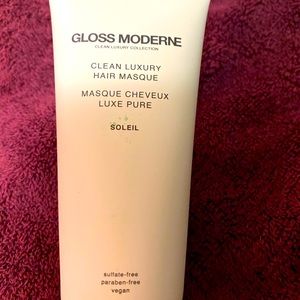 GLOSS MODERNE
CLEAN LUXURY COLLECTION
CLEAN LUXURY
HAIR MASQUE
MASQUE CHEVEUX
LUXE PURE
SOLEIL
sulfate-free
paraben-free
vegan